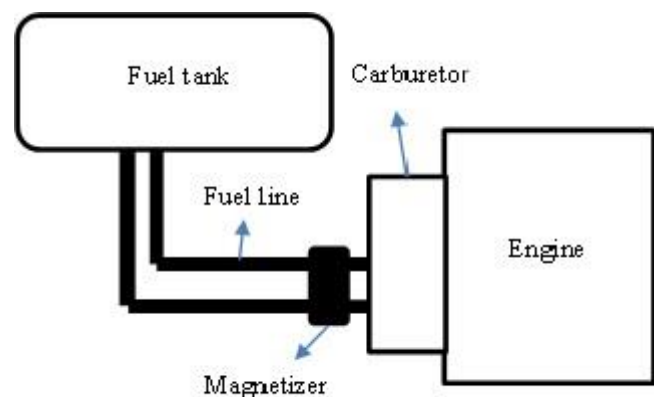 Fuel tank
Carburetor
Fuel line
Engine
Magnetizer